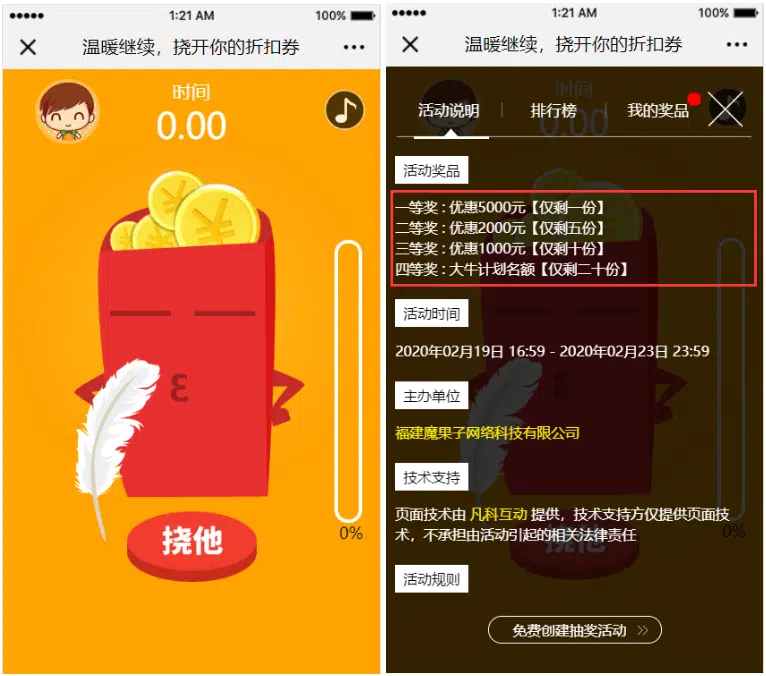 1:21 AM
100%
温暖继续，挠开你的折扣券
时间
0.00
0%
挠他
1:21 AM
100%
温暖继续，挠开你的折扣券
时间
0.00
活动说明
排行榜
我的奖品
活动奖品
一等奖：优惠5000元【仅剩一份】
二等奖：优惠2000元【仅剩五份】
三等奖：优惠1000元【仅剩十份】
四等奖：大牛计划名额【仅剩二十份】
活动时间
2020年02月19日 16:59 - 2020年02月23日 23:59
主办单位
福建魔果子网络科技有限公司
技术支持
页面技术由 凡科互动 提供，技术支持方仅提供页面技
术，不承担由活动引起的相关法律责任
0%
挠他
活动规则
免费创建抽奖活动 >>